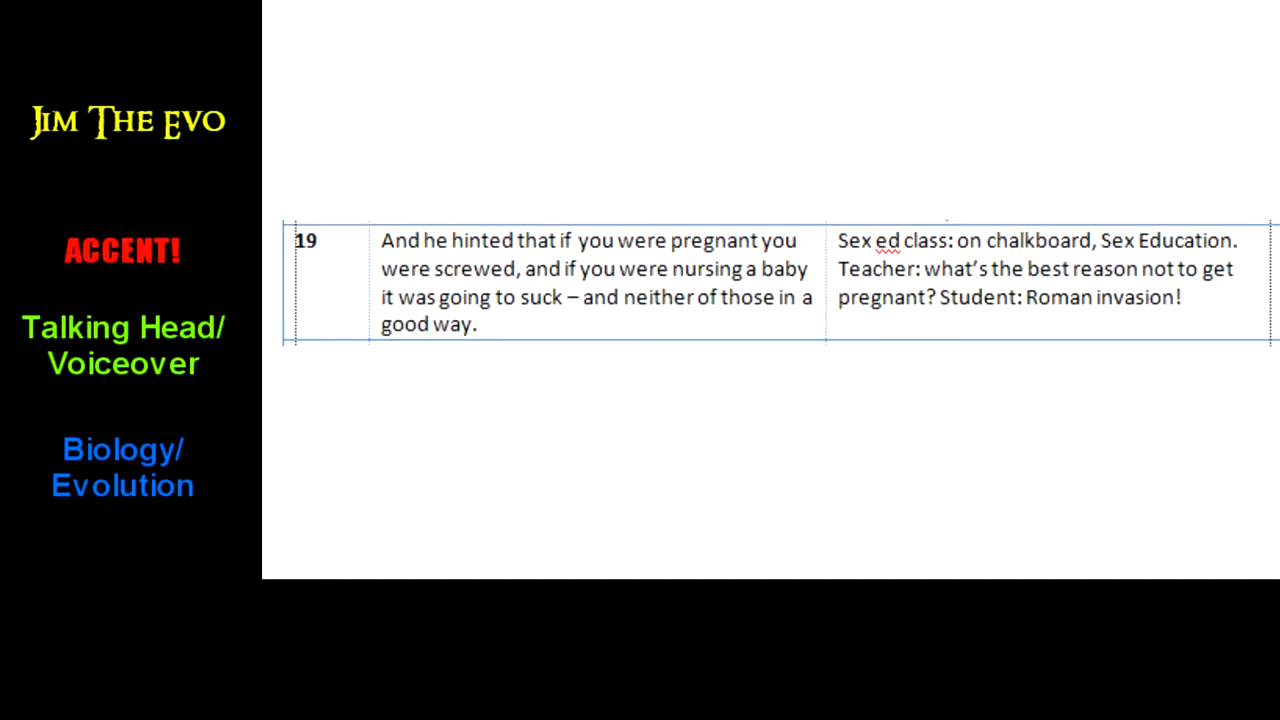 Jim The Evo
ACCENT!
Talking Head/
Voiceover
Biology/
Evolution
19
And he hinted that if you were pregnant you
were screwed, and if you were nursing a baby
it was going to suck – and neither of those in a
good way.
Sex ed class: on chalkboard, Sex Education.
Teacher: what's the best reason not to get
pregnant? Student: Roman invasion!